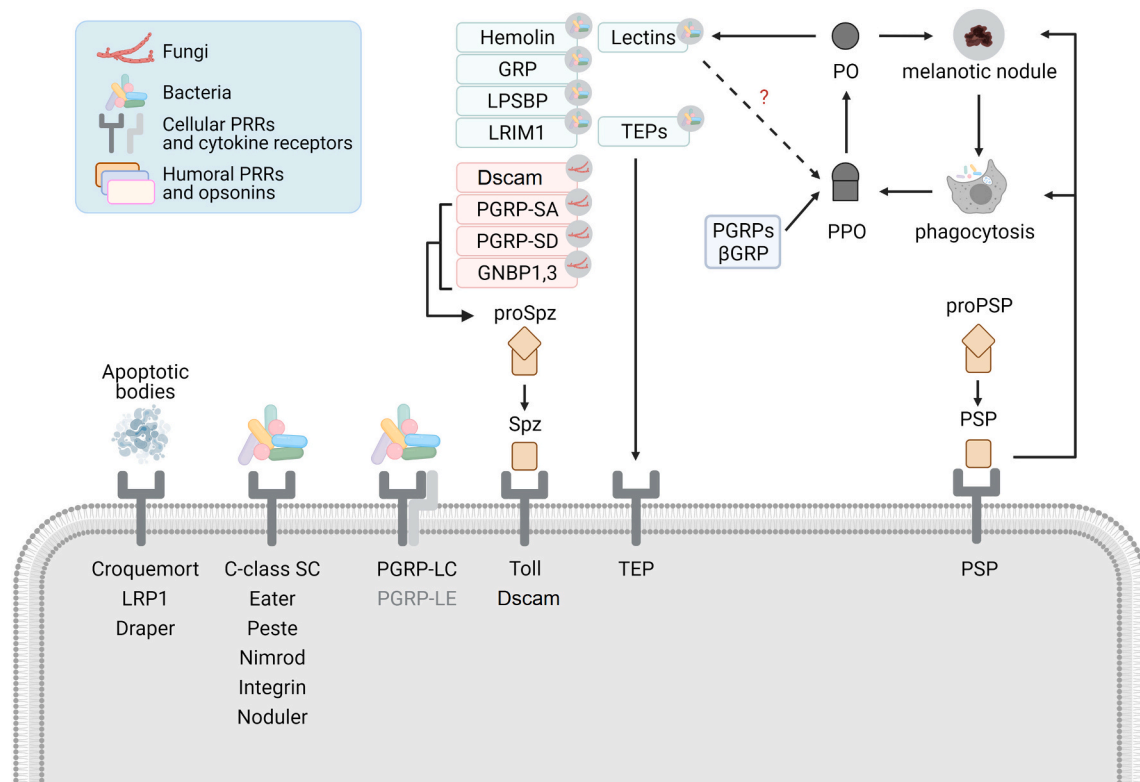 Fungi
Bacteria
Cellular PRRs
and cytokine receptors
Humoral PRRs
and opsonins
Hemolin
GRP
LPSBP
LRIM1
Lectins
TEPs
Dscam
PGRP-SA
PGRP-SD
GNBP1,3
proSpz
Spz
PO
melanotic nodule
?
PGRPs
βGRP
PPO
phagocytosis
proPSP
PSP
Apoptotic
bodies
Croquemort
LRP1
Draper
C-class SC
Eater
Peste
Nimrod
Integrin
Noduler
PGRP-LC
PGRP-LE
Toll
Dscam
TEP
PSP